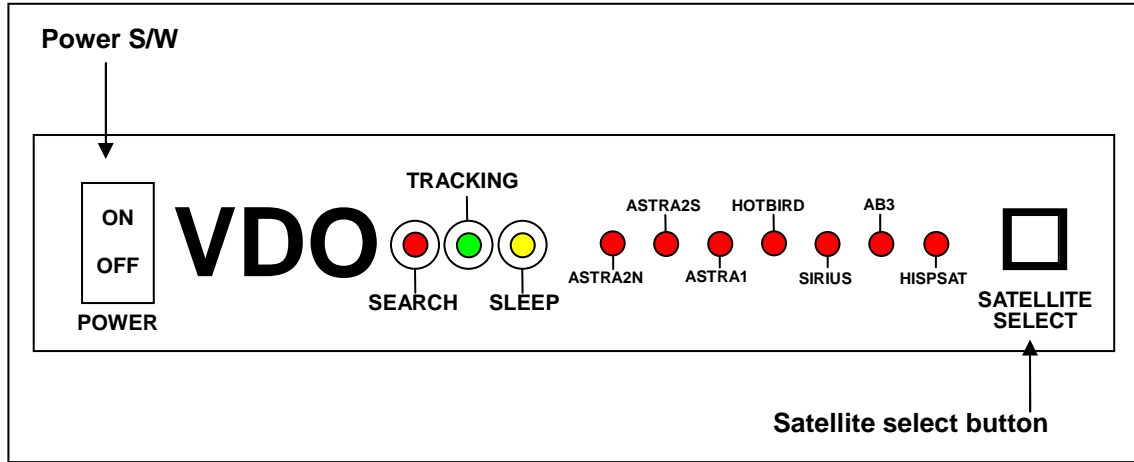 Power S/W
TRACKING
ON
OFF
POWER
VDO
SEARCH
SLEEP
ASTRA2S
HOTBIRD
AB3
ASTRA2N
ASTRA1
SIRIUS
HISPSAT
SATELLITE
SELECT
Satellite select button